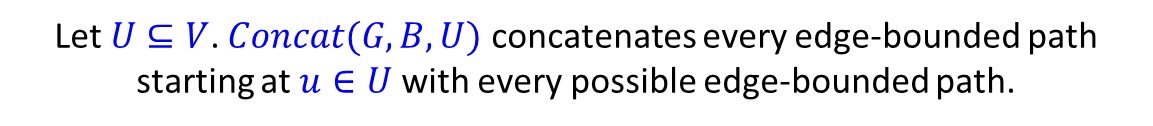 Let U ⊆ V. Concat(G, B, U) concatenates every edge-bounded path
starting at u ∈ U with every possible edge-bounded path.